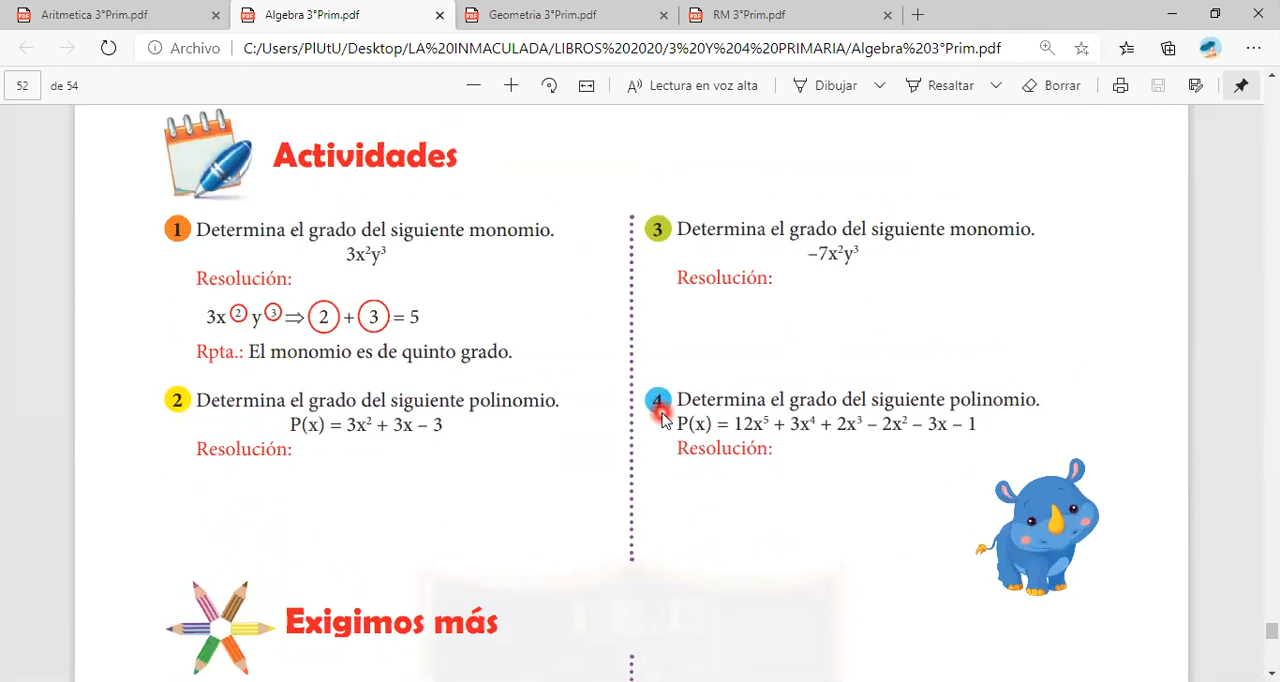 Aritmetica 3°Prim.pdf
Algebra 3°Prim.pdf
Geometria 3°Prim.pdf
RM 3°Prim.pdf
Archivo
C:/Users/PlUtU/Desktop/LA%20INMACULADA/LIBROS%202020/3%20Y%204%20PRIMARIA/Algebra%203°Prim.pdf
52
de 54
Lectura en voz alta
Dibujar
Resaltar
Borrar
Actividades
1 Determina el grado del siguiente monomio.
3x²y³
Resolución:
3x ② y ③ ⇒ 2 + 3 = 5
Rpta.: El monomio es de quinto grado.
2 Determina el grado del siguiente polinomio.
P(x) = 3x² + 3x – 3
Resolución:
3 Determina el grado del siguiente monomio.
–7x²y³
Resolución:
4 Determina el grado del siguiente polinomio.
P(x) = 12x⁵ + 3x⁴ + 2x³ – 2x² – 3x – 1
Resolución:
Exigimos más